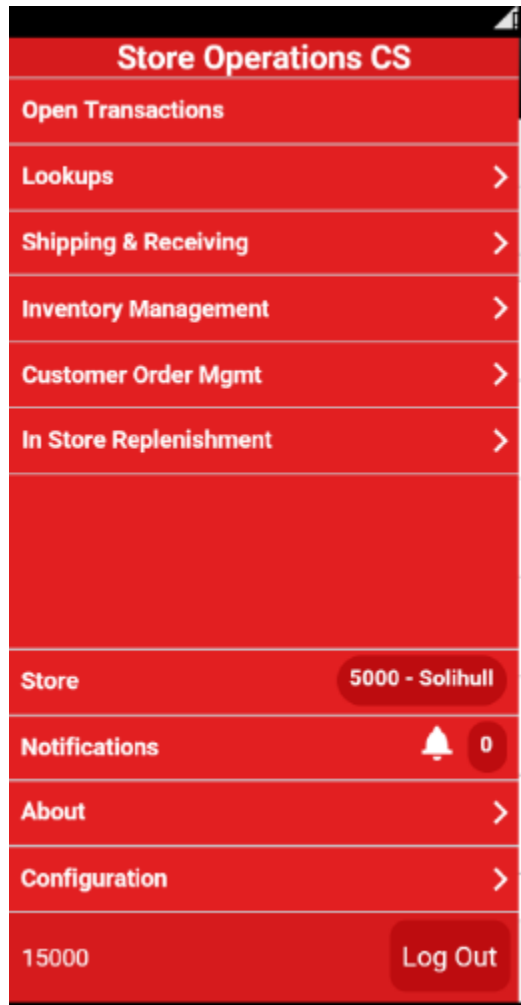 Store Operations CS
Open Transactions
Lookups
Shipping & Receiving
Inventory Management
Customer Order Mgmt
In Store Replenishment
Store 5000 - Solihull
Notifications 0
About
Configuration
15000 Log Out